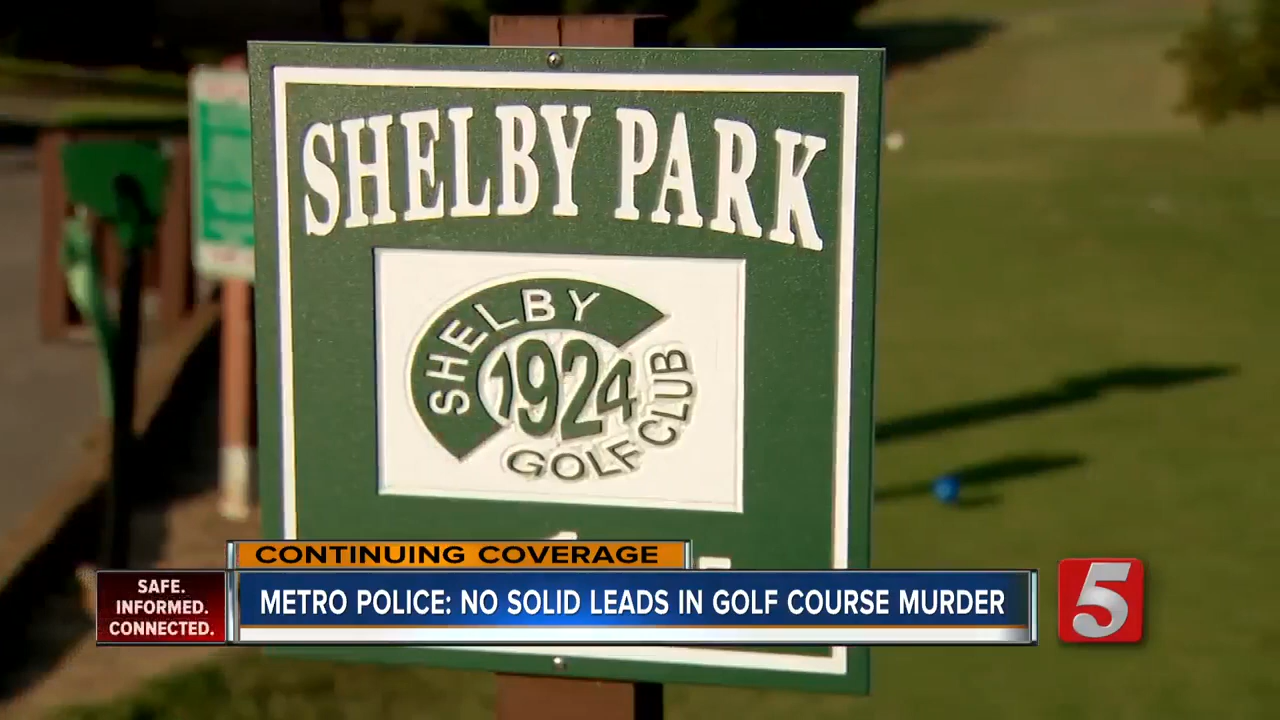 SHELBY PARK
SHELBY
1924
GOLF CLUB
CONTINUING COVERAGE
SAFE.
INFORMED.
CONNECTED.
METRO POLICE: NO SOLID LEADS IN GOLF COURSE MURDER
5